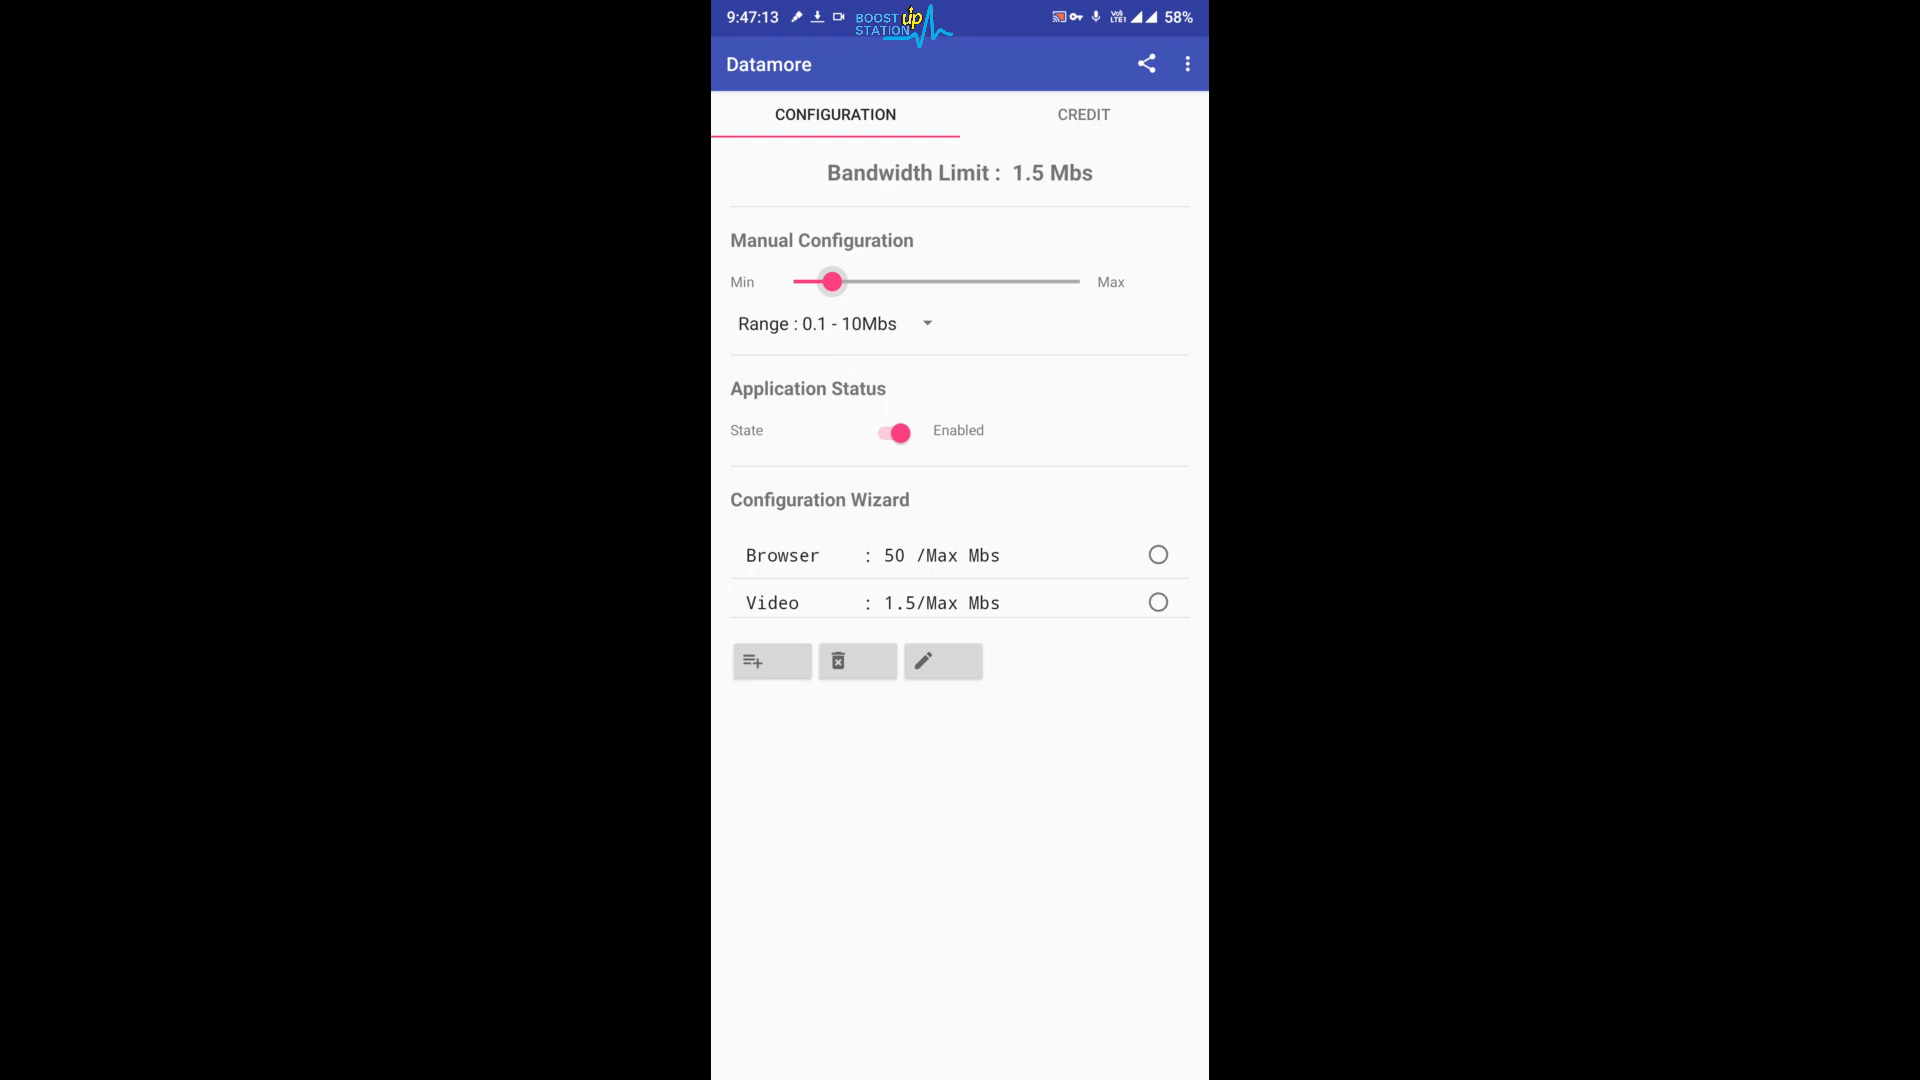 9:47:13
BOOST up
STATION
VoD
LTE1
58%
Datamore
CONFIGURATION
CREDIT
Bandwidth Limit : 1.5 Mbs
Manual Configuration
Min
Max
Range : 0.1 - 10Mbs
Application Status
State
Enabled
Configuration Wizard
Browser : 50 /Max Mbs
Video : 1.5/Max Mbs